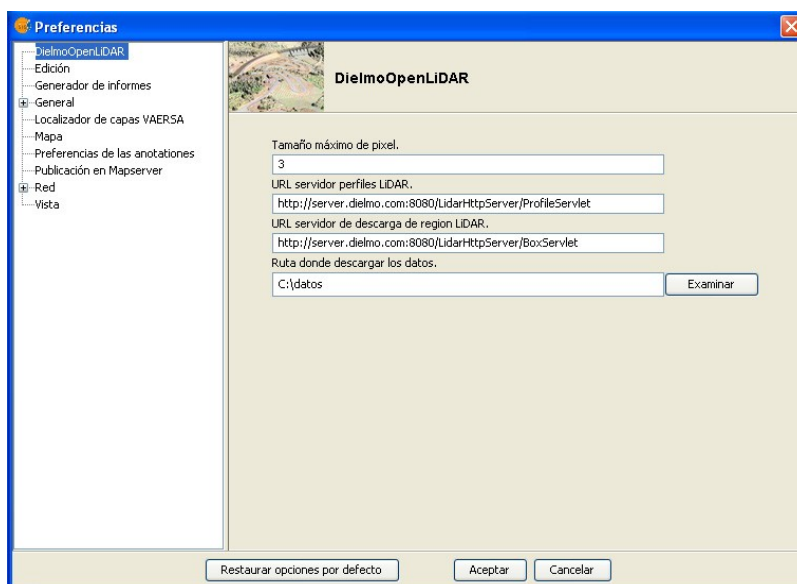 Preferencias
DielmoOpenLiDAR
Edición
Generador de informes
General
Localizador de capas VAERSA
Mapa
Preferencias de las anotationes
Publicación en Mapserver
Red
Vista
DielmoOpenLiDAR
Tamaño máximo de pixel.
3
URL servidor perfiles LiDAR.
http://server.dielmo.com:8080/LidarHttpServer/ProfileServlet
URL servidor de descarga de region LiDAR.
http://server.dielmo.com:8080/LidarHttpServer/BoxServlet
Ruta donde descargar los datos.
C:\datos
Examinar
Restaurar opciones por defecto
Aceptar
Cancelar